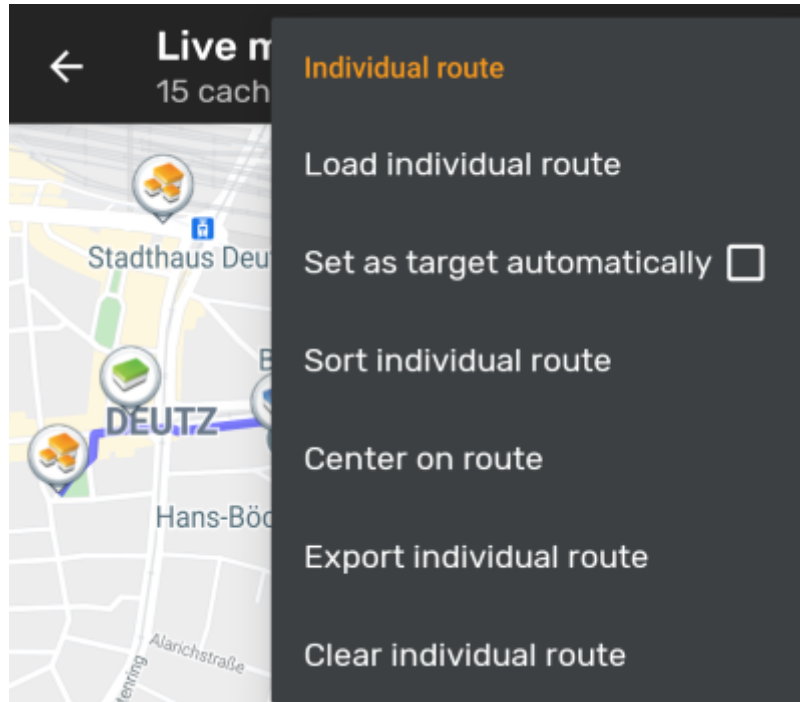 Live m
15 cach
Individual route
Load individual route
Set as target automatically
Sort individual route
Center on route
Export individual route
Clear individual route
Stadthaus Deu
B
DEUTZ
Hans-Böc
Alarichstraße
tenring